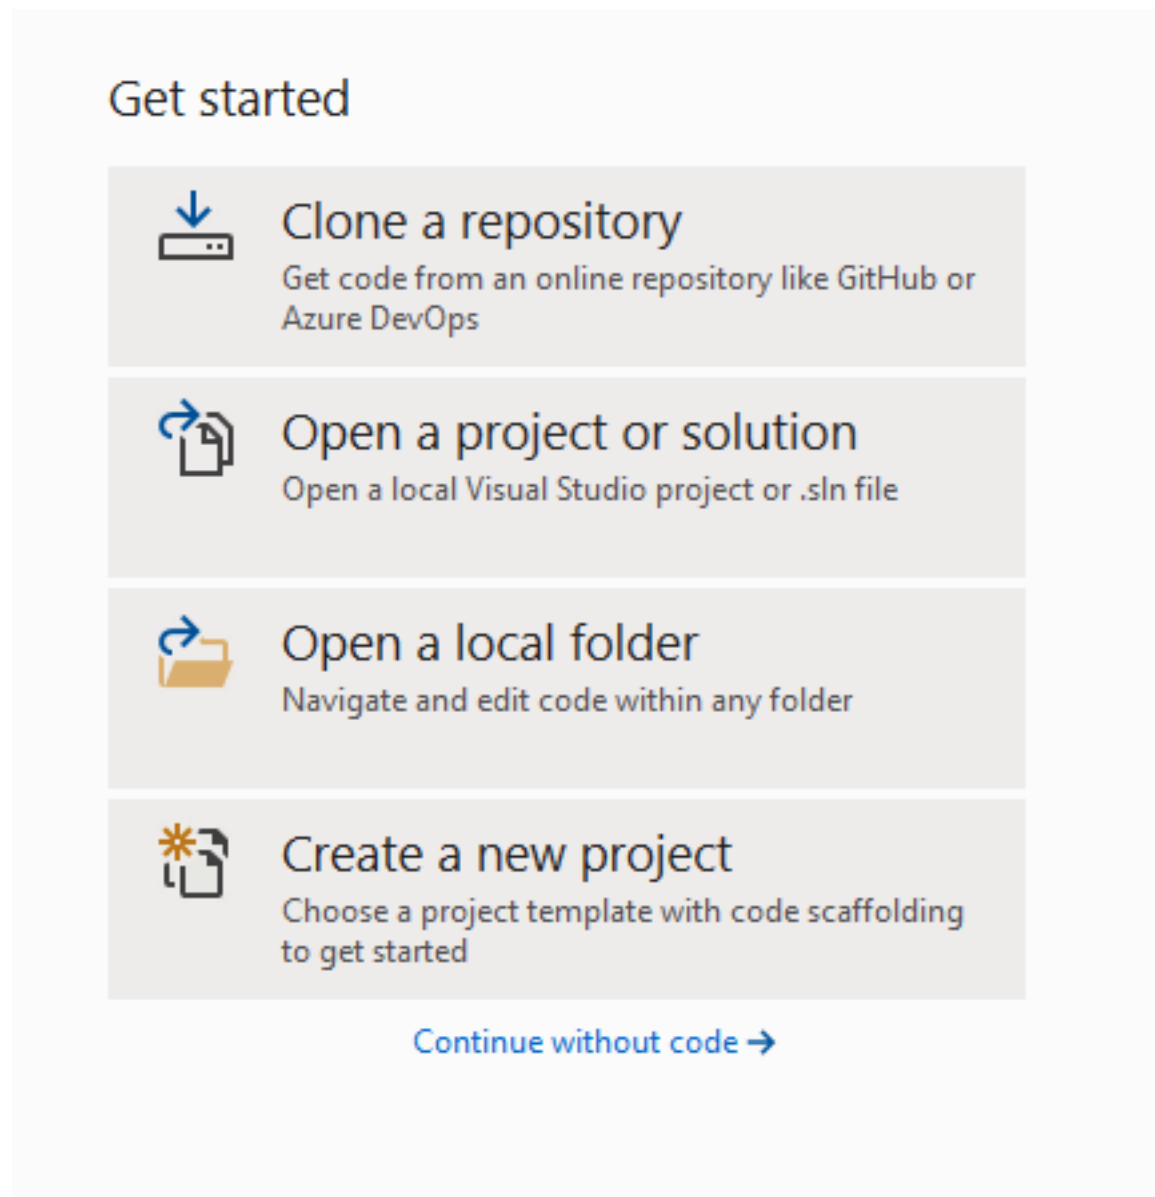 Get started
Clone a repository
Get code from an online repository like GitHub or
Azure DevOps
Open a project or solution
Open a local Visual Studio project or .sln file
Open a local folder
Navigate and edit code within any folder
Create a new project
Choose a project template with code scaffolding
to get started
Continue without code →